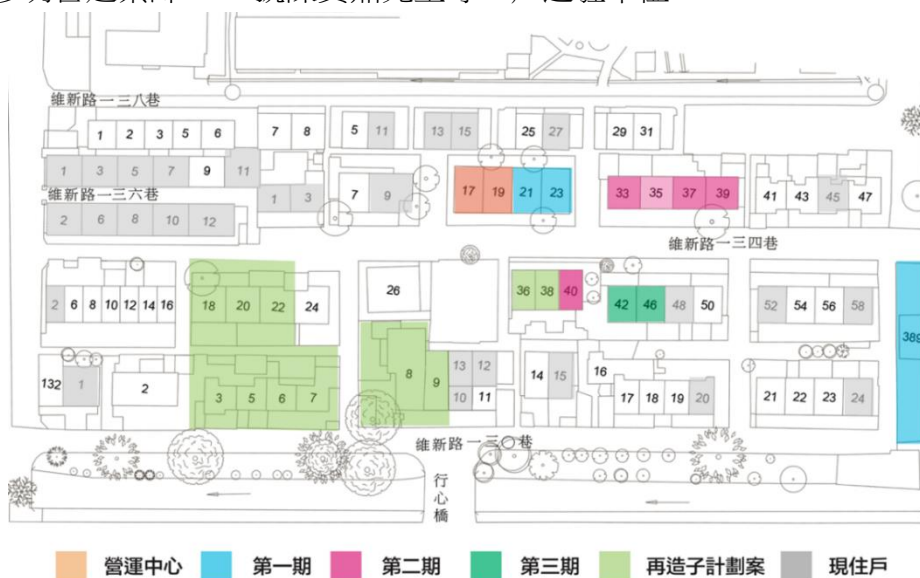 維新路一三八巷
1 2 3 5 6 7 8 5 11 13 15 25 27 29 31
1 3 5 7 9 11
維新路一三六巷
1 3 7 9 17 19 21 23 33 35 37 39 41 43 45 47
2 6 8 10 12
維新路一三四巷
2 6 8 10 12 14 16 18 20 22 24 26 36 38 40 42 46 48 50 52 54 56 58
389
132 1 2 3 5 6 7 8 9 13 12 10 11 14 15 16 17 18 19 20 21 22 23 24
維新路一三〇巷
行心橋
營運中心 第一期 第二期 第三期 再造子計劃案 現住戶